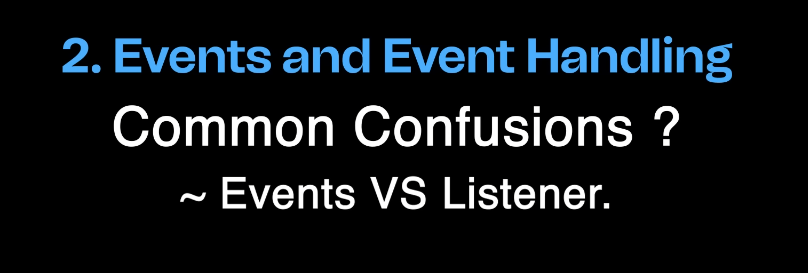 2. Events and Event Handling
Common Confusions ?
~ Events VS Listener.